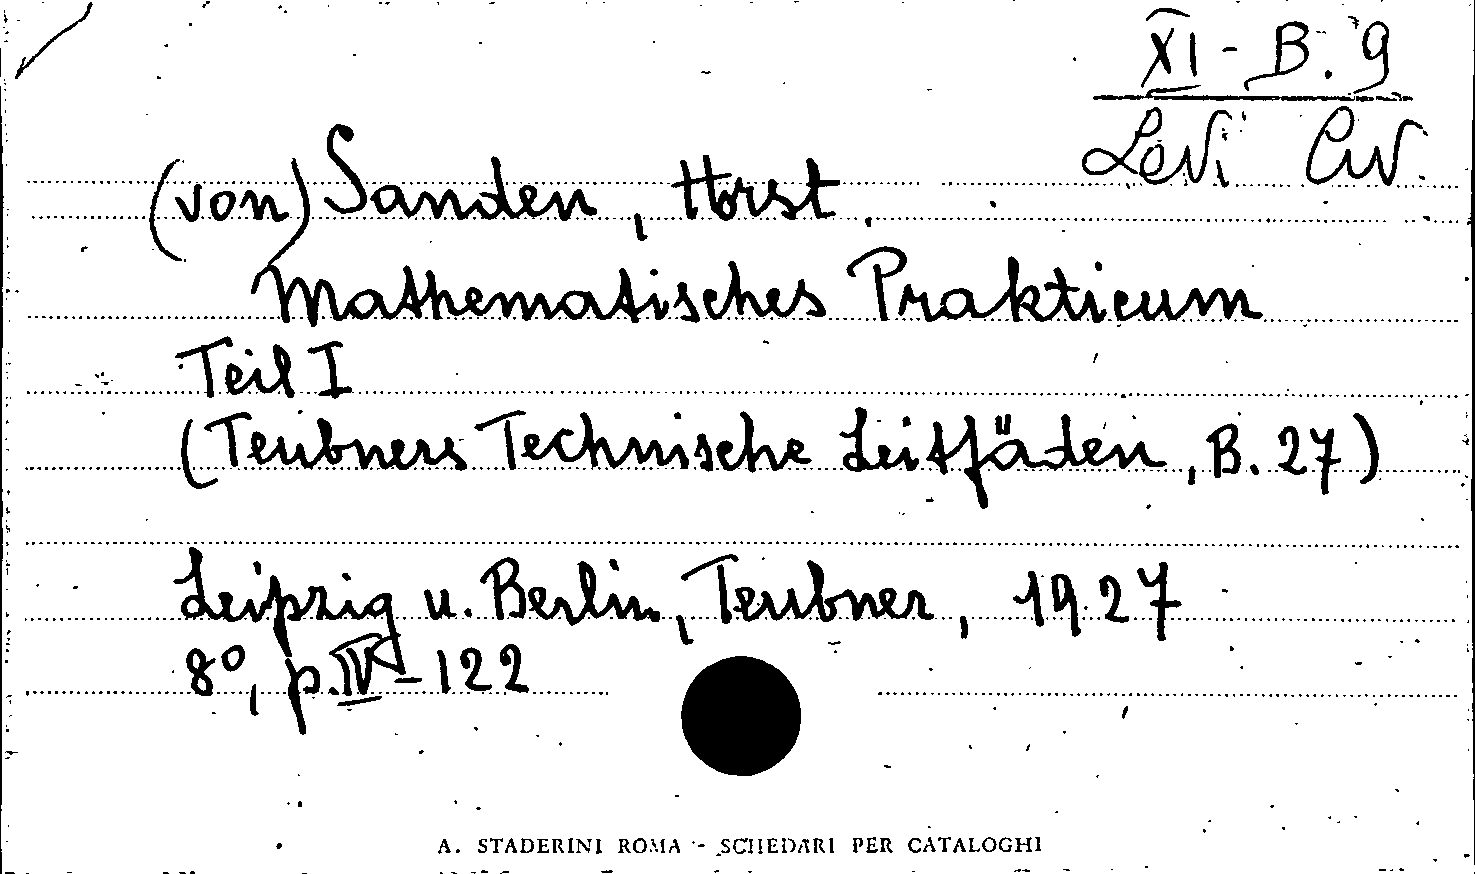 XI - B. 9
Levi Civ.
(von) Sanden, Horst.
Mathematisches Prakticum
Teil I
(Teubners Technische Leitfäden, B. 27)
Leipzig u. Berlin, Teubner, 1927
8°, p. IV - 122
A. STADERINI ROMA - SCHEDARI PER CATALOGHI